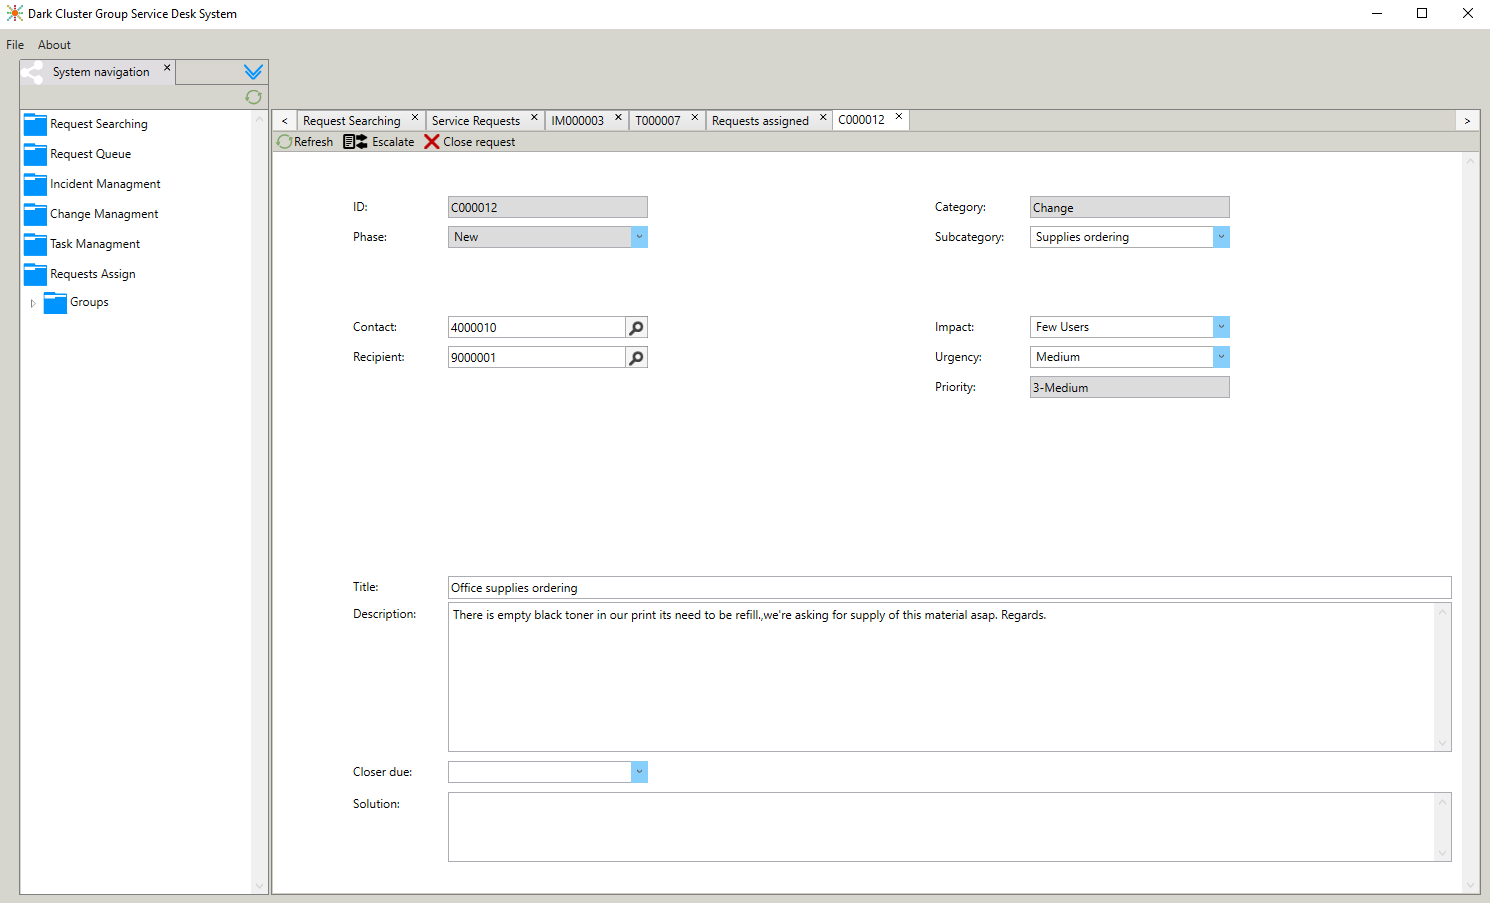 Dark Cluster Group Service Desk System
File About
System navigation
Request Searching
Request Queue
Incident Managment
Change Managment
Task Managment
Requests Assign
Groups
< Request Searching Service Requests IM000003 T000007 Requests assigned C000012 >
Refresh Escalate Close request
ID: C000012 Category: Change
Phase: New Subcategory: Supplies ordering
Contact: 4000010 Impact: Few Users
Recipient: 9000001 Urgency: Medium
Priority: 3-Medium
Title: Office supplies ordering
Description: There is empty black toner in our print its need to be refill.,we're asking for supply of this material asap. Regards.
Closer due:
Solution: